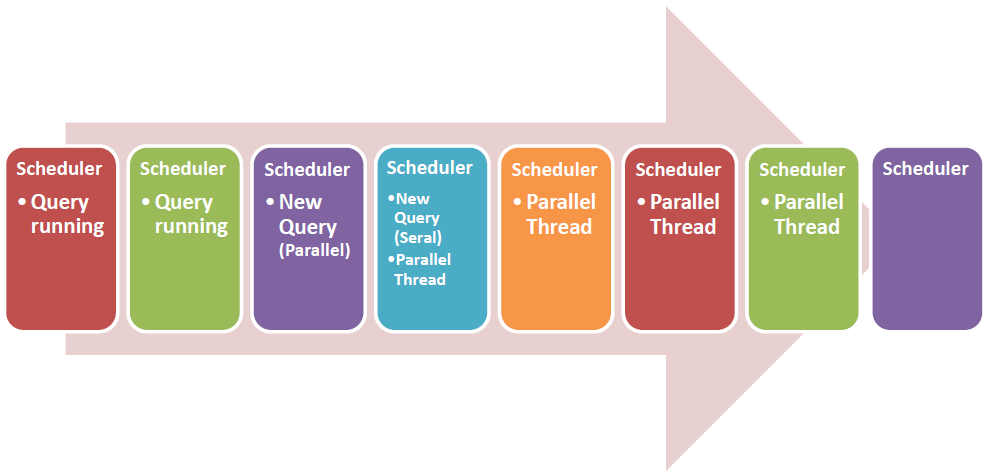 Scheduler
• Query
running
Scheduler
• Query
running
Scheduler
• New
Query
(Parallel)
Scheduler
•New
Query
(Seral)
•Parallel
Thread
Scheduler
• Parallel
Thread
Scheduler
• Parallel
Thread
Scheduler
• Parallel
Thread
Scheduler